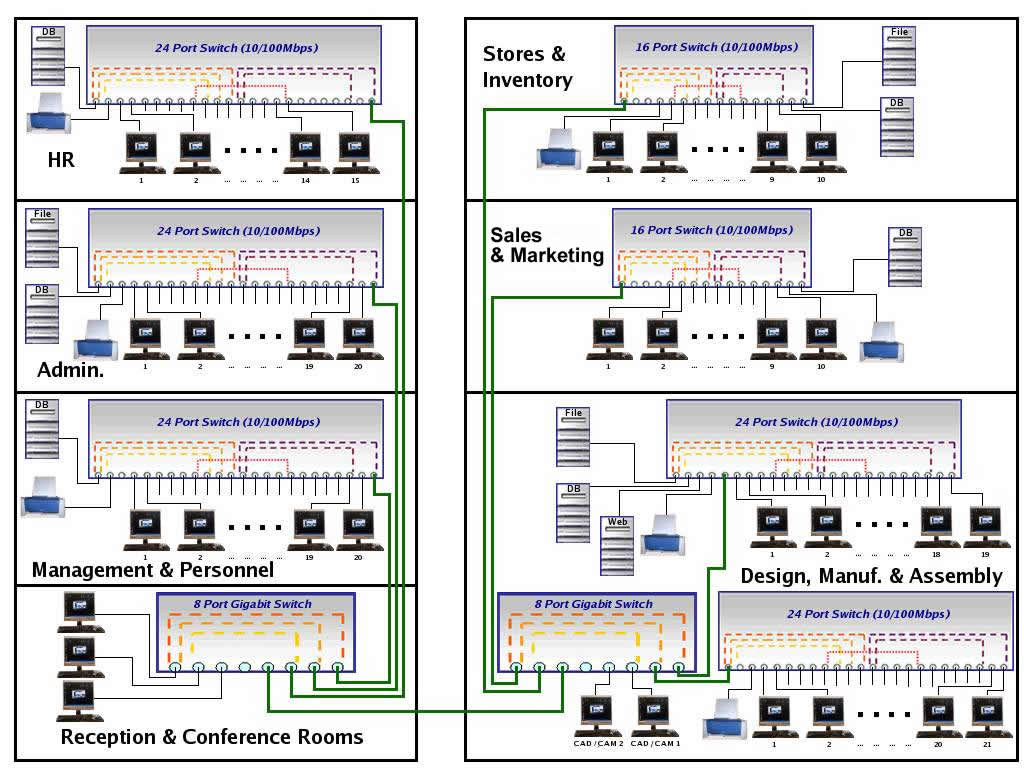 DB
24 Port Switch (10/100Mbps)
HR
1
2
... ... ... ...
14
15
File
24 Port Switch (10/100Mbps)
DB
Admin.
1
2
... ... ... ...
19
20
DB
24 Port Switch (10/100Mbps)
1
2
... ... ... ...
19
20
Management & Personnel
8 Port Gigabit Switch
Reception & Conference Rooms
Stores &
Inventory
16 Port Switch (10/100Mbps)
File
DB
1
2
... ... ... ...
9
10
Sales
& Marketing
16 Port Switch (10/100Mbps)
DB
1
2
... ... ... ...
9
10
File
24 Port Switch (10/100Mbps)
DB
Web
1
2
... ... ... ...
18
19
Design, Manuf. & Assembly
8 Port Gigabit Switch
24 Port Switch (10/100Mbps)
CAD/CAM 2
CAD/CAM 1
1
2
... ... ... ...
20
21